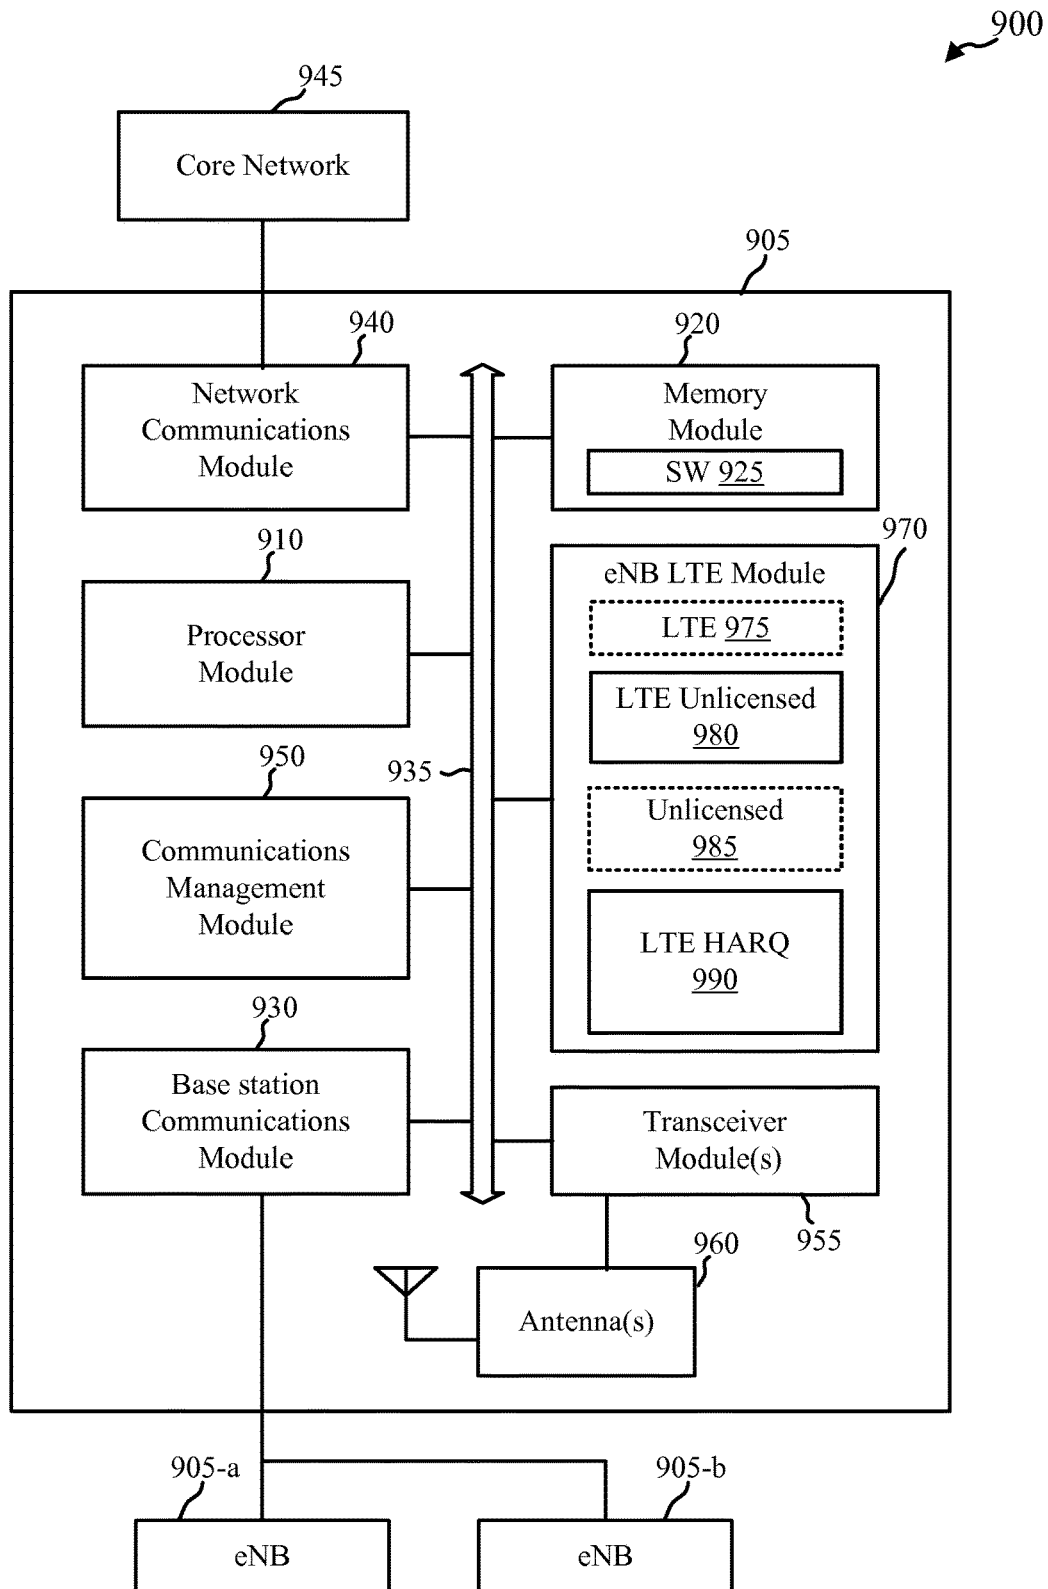 900
945
Core Network
905
940
Network
Communications
Module
920
Memory
Module
SW 925
910
Processor
Module
970
eNB LTE Module
LTE 975
LTE Unlicensed
980
Unlicensed
985
LTE HARQ
990
950
935
Communications
Management
Module
930
Base station
Communications
Module
Transceiver
Module(s)
955
960
Antenna(s)
905-a
eNB
905-b
eNB